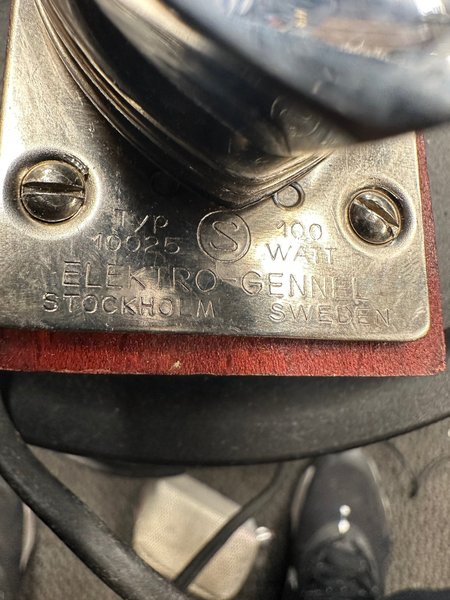 Typ
10025
S
100
WATT
ELEKTRO-GENNEL
STOCKHOLM SWEDEN